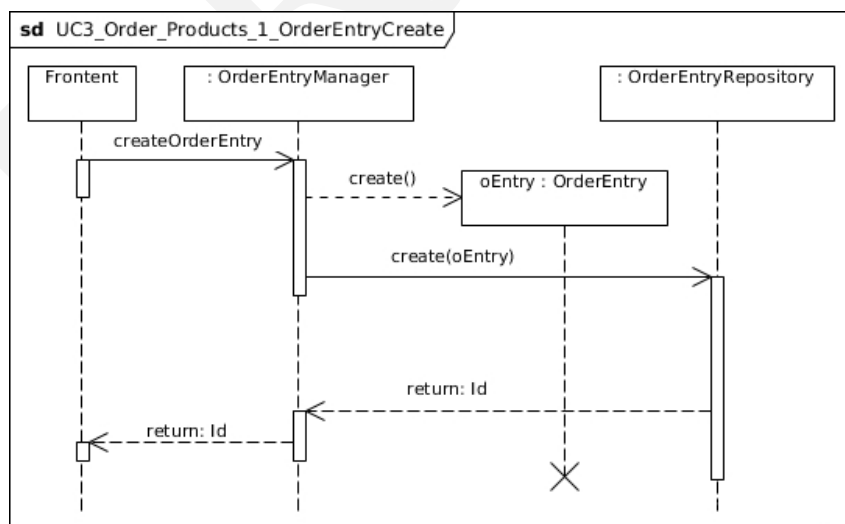 sd UC3_Order_Products_1_OrderEntryCreate
Frontent
: OrderEntryManager
: OrderEntryRepository
createOrderEntry
create()
oEntry : OrderEntry
create(oEntry)
return: Id
return: Id